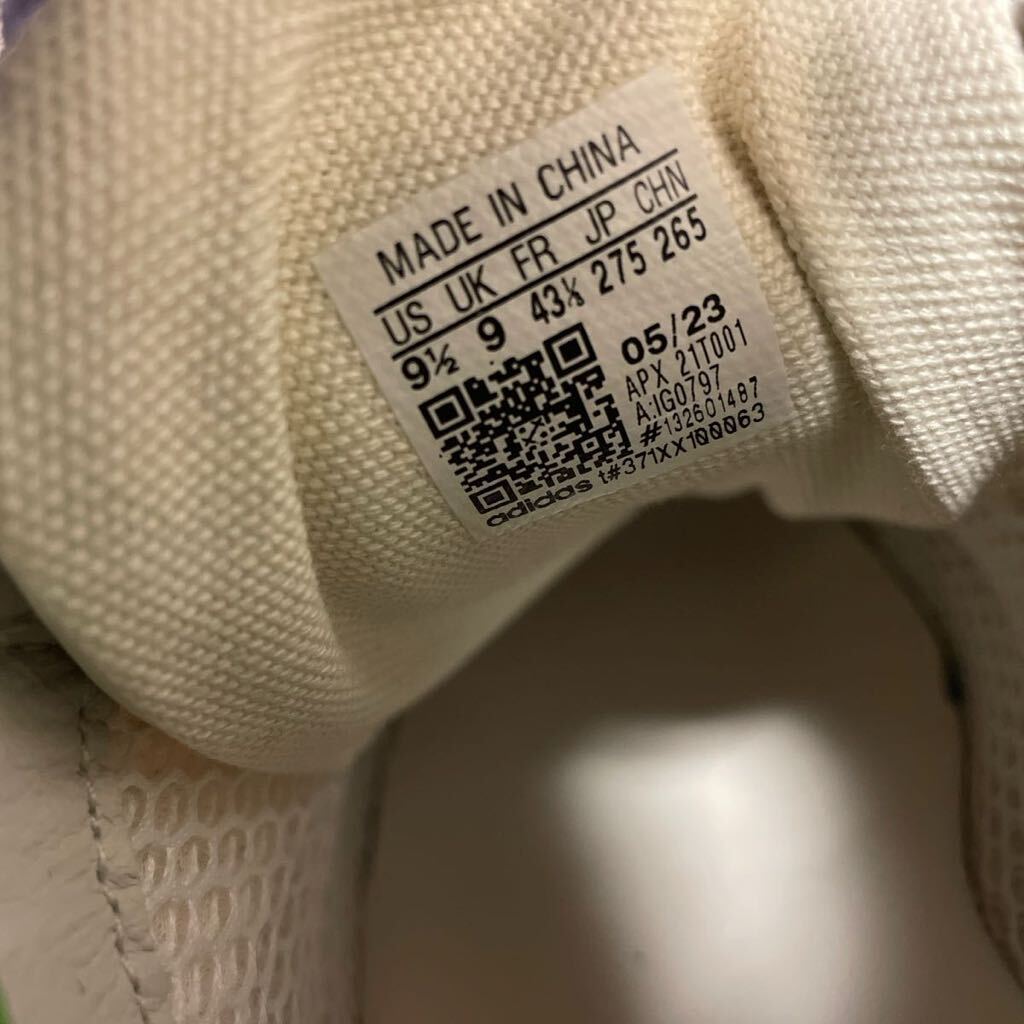 MADE IN CHINA
US UK FR JP CHN
9½ 9 43⅓ 275 265
05/23
APX 21T001
A:IG0797
#132601487
adidas t#371XX100063